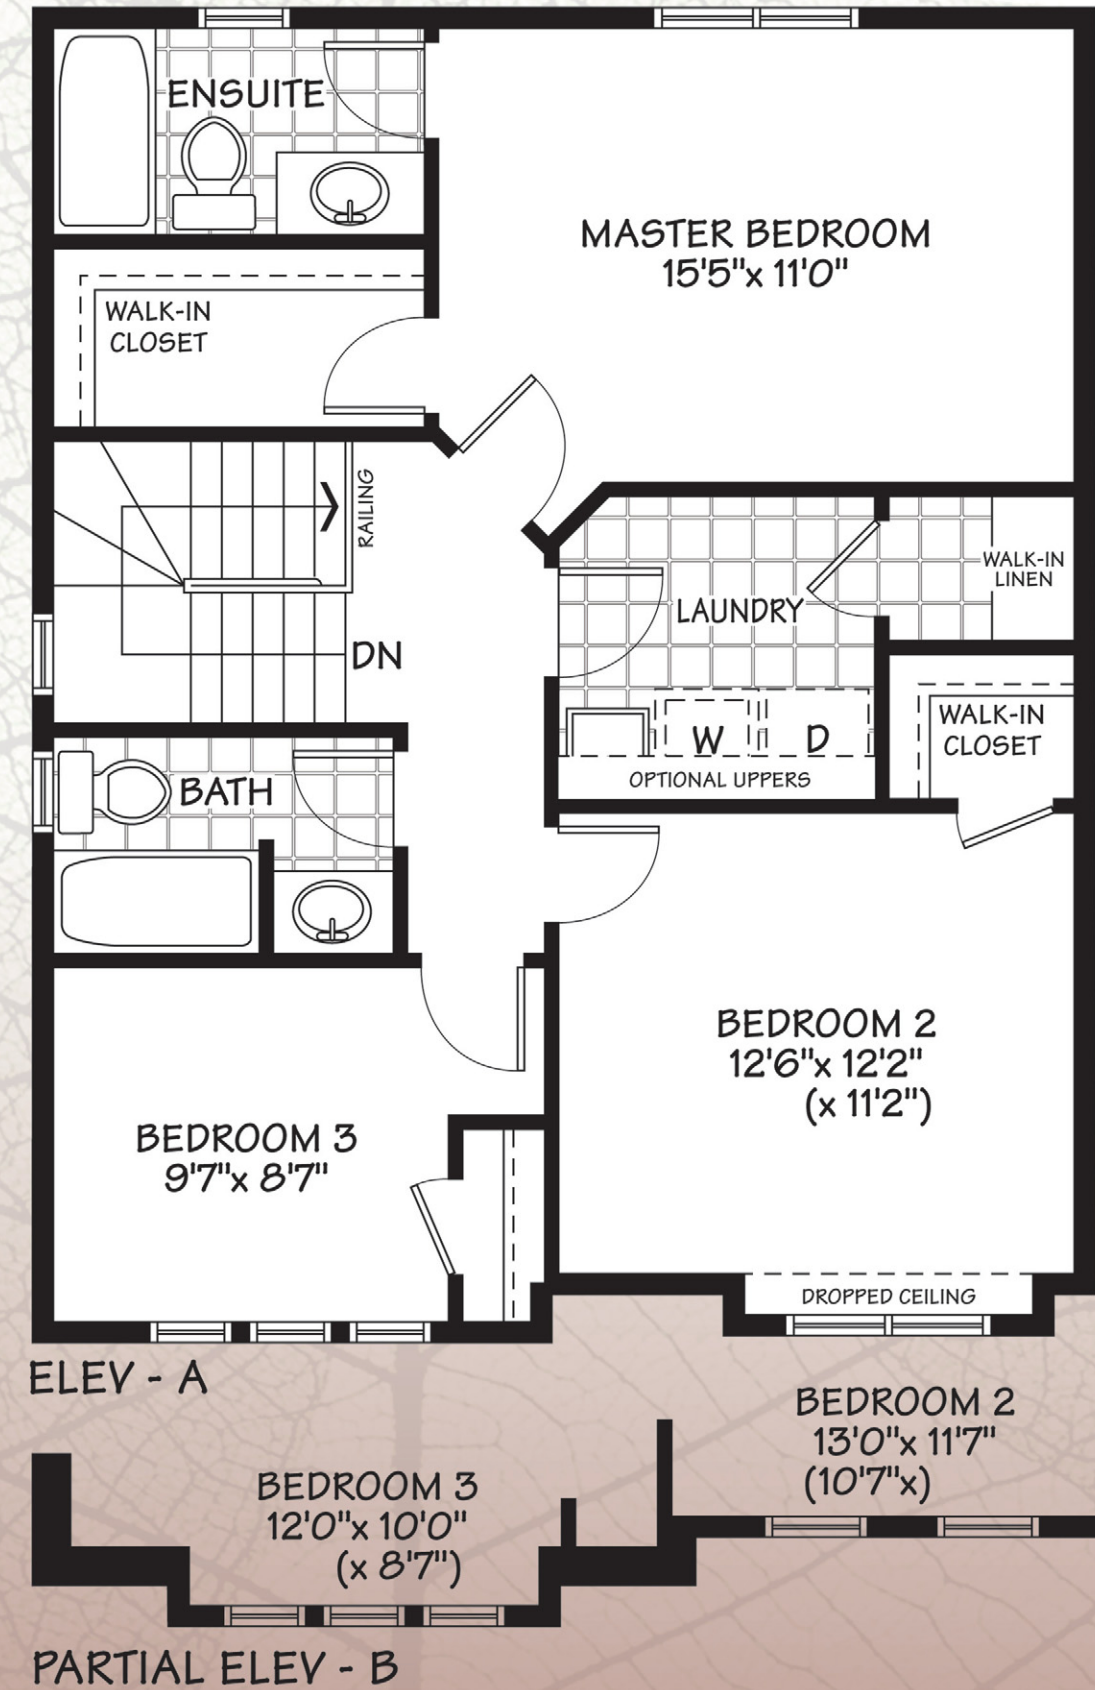 ENSUITE
MASTER BEDROOM
15'5"x 11'0"
WALK-IN
CLOSET
RAILING
WALK-IN
LINEN
LAUNDRY
DN
W
D
OPTIONAL UPPERS
WALK-IN
CLOSET
BATH
BEDROOM 2
12'6"x 12'2"
(x 11'2")
BEDROOM 3
9'7"x 8'7"
DROPPED CEILING
ELEV - A
BEDROOM 2
13'0"x 11'7"
(10'7"x)
BEDROOM 3
12'0"x 10'0"
(x 8'7")
PARTIAL ELEV - B